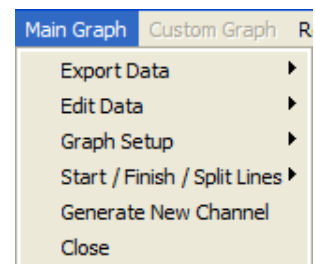 Main Graph Custom Graph R
Export Data
Edit Data
Graph Setup
Start / Finish / Split Lines
Generate New Channel
Close